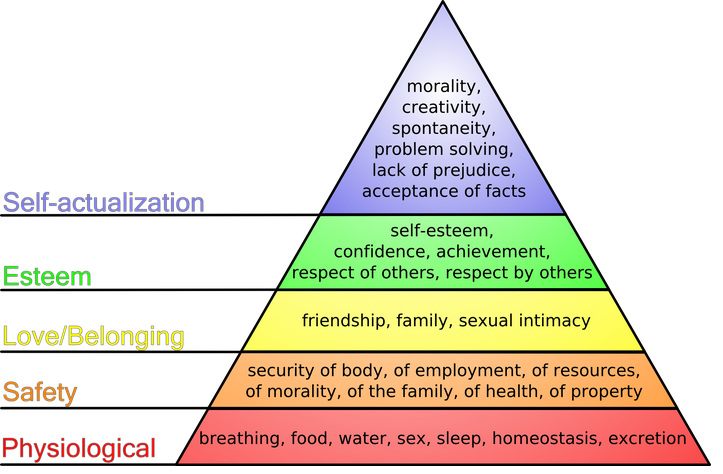 morality,
creativity,
spontaneity,
problem solving,
lack of prejudice,
acceptance of facts
Self-actualization
self-esteem,
confidence, achievement,
respect of others, respect by others
Esteem
friendship, family, sexual intimacy
Love/Belonging
security of body, of employment, of resources,
of morality, of the family, of health, of property
Safety
breathing, food, water, sex, sleep, homeostasis, excretion
Physiological